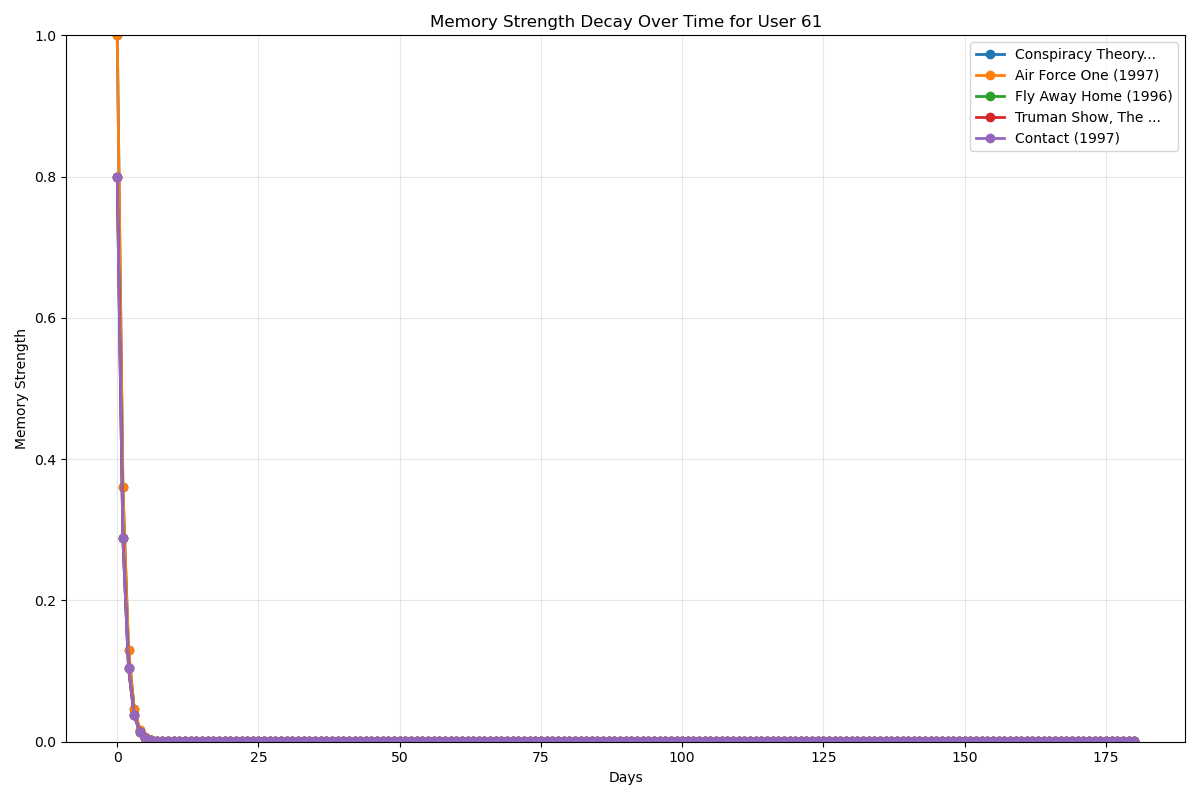 Memory Strength Decay Over Time for User 61
Conspiracy Theory...
Air Force One (1997)
Fly Away Home (1996)
Truman Show, The ...
Contact (1997)
Memory Strength
1.0
0.8
0.6
0.4
0.2
0.0
0 25 50 75 100 125 150 175
Days